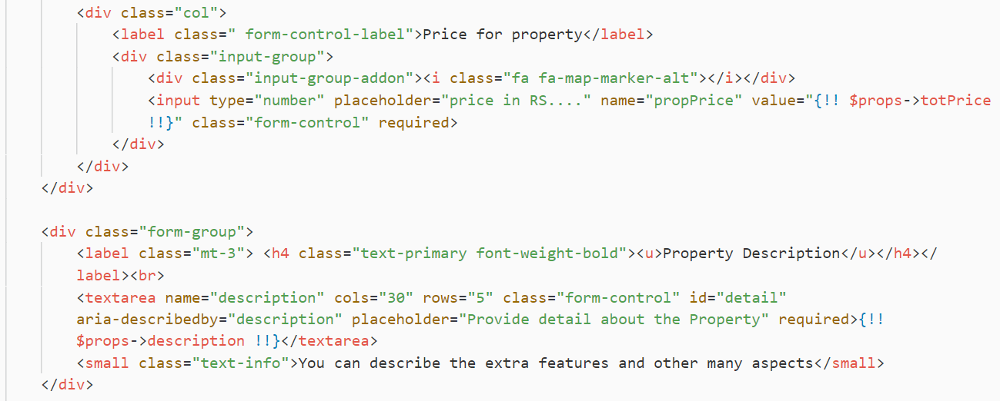 <div class="col">
<label class=" form-control-label">Price for property</label>
<div class="input-group">
<div class="input-group-addon"><i class="fa fa-map-marker-alt"></i></div>
<input type="number" placeholder="price in RS...." name="propPrice" value="{!! $props->totPrice
!!}" class="form-control" required>
</div>
</div>
</div>
<div class="form-group">
<label class="mt-3"> <h4 class="text-primary font-weight-bold"><u>Property Description</u></h4></
label><br>
<textarea name="description" cols="30" rows="5" class="form-control" id="detail"
aria-describedby="description" placeholder="Provide detail about the Property" required>{!!
$props->description !!}</textarea>
<small class="text-info">You can describe the extra features and other many aspects</small>
</div>